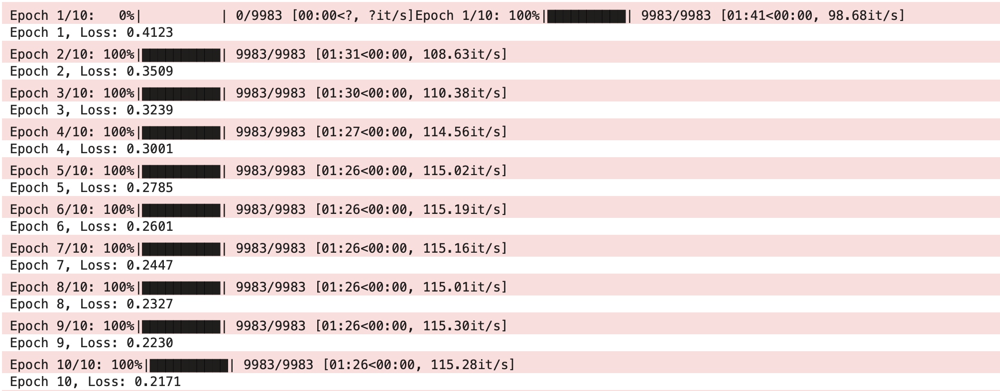 Epoch 1/10:   0%|          | 0/9983 [00:00<?, ?it/s]Epoch 1/10: 100%|██████████| 9983/9983 [01:41<00:00, 98.68it/s]
Epoch 1, Loss: 0.4123
Epoch 2/10: 100%|██████████| 9983/9983 [01:31<00:00, 108.63it/s]
Epoch 2, Loss: 0.3509
Epoch 3/10: 100%|██████████| 9983/9983 [01:30<00:00, 110.38it/s]
Epoch 3, Loss: 0.3239
Epoch 4/10: 100%|██████████| 9983/9983 [01:27<00:00, 114.56it/s]
Epoch 4, Loss: 0.3001
Epoch 5/10: 100%|██████████| 9983/9983 [01:26<00:00, 115.02it/s]
Epoch 5, Loss: 0.2785
Epoch 6/10: 100%|██████████| 9983/9983 [01:26<00:00, 115.19it/s]
Epoch 6, Loss: 0.2601
Epoch 7/10: 100%|██████████| 9983/9983 [01:26<00:00, 115.16it/s]
Epoch 7, Loss: 0.2447
Epoch 8/10: 100%|██████████| 9983/9983 [01:26<00:00, 115.01it/s]
Epoch 8, Loss: 0.2327
Epoch 9/10: 100%|██████████| 9983/9983 [01:26<00:00, 115.30it/s]
Epoch 9, Loss: 0.2230
Epoch 10/10: 100%|██████████| 9983/9983 [01:26<00:00, 115.28it/s]
Epoch 10, Loss: 0.2171